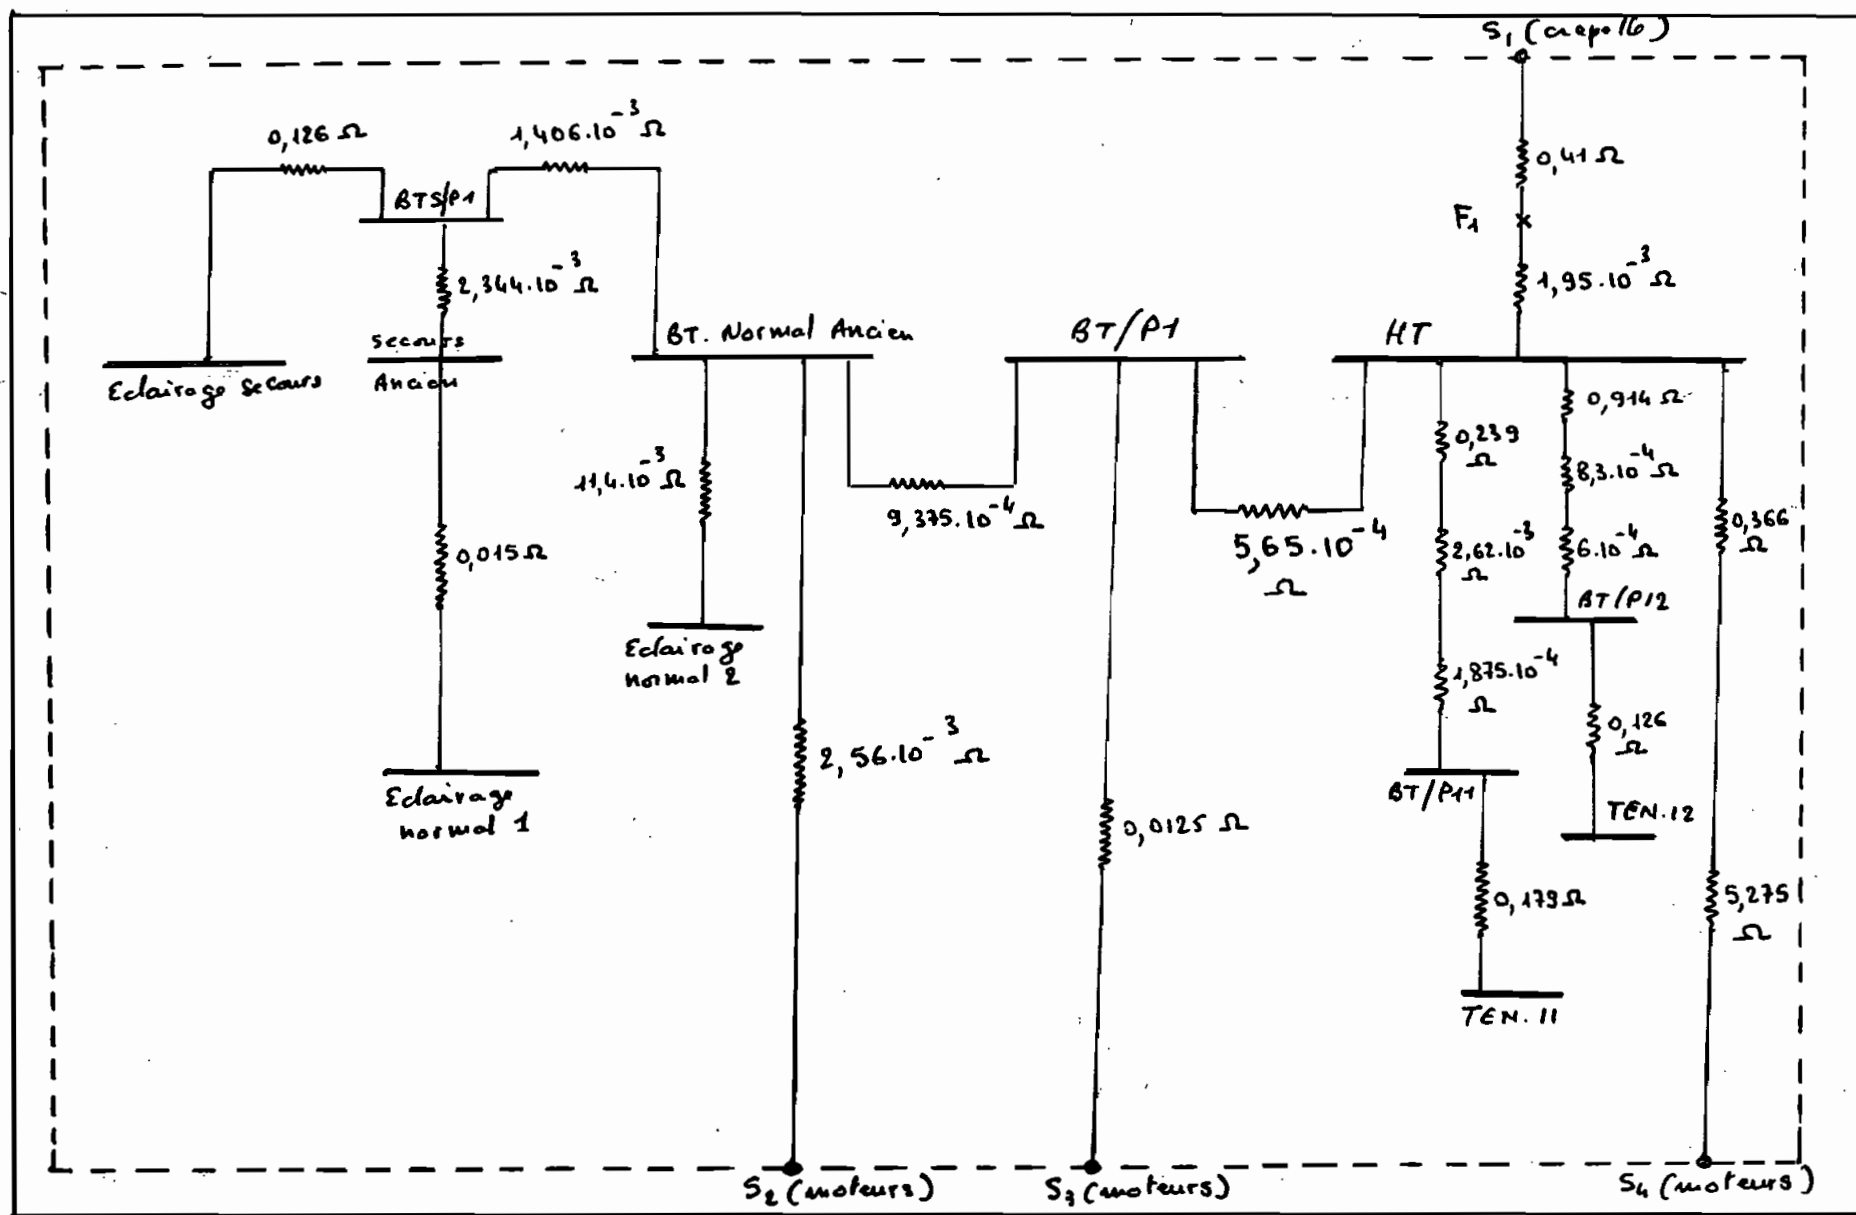 S₁ (crepo 16)
0,126 Ω
1,406.10⁻³ Ω
0,41 Ω
BTS/P1
F₁
2,344.10⁻³ Ω
1,95.10⁻³ Ω
Secours
BT. Normal Ancien
BT/P1
HT
Eclairage Secours
Ancien
0,914 Ω
0,239
Ω
11,4.10⁻³ Ω
8,3.10⁻⁴ Ω
9,375.10⁻⁴ Ω
5,65.10⁻⁴
Ω
0,366
Ω
0,015 Ω
2,62.10⁻³
Ω
6.10⁻⁴ Ω
BT/P12
Eclairage
normal 2
1,875.10⁻⁴
Ω
0,126
Ω
2,56.10⁻³ Ω
Eclairage
normal 1
BT/P11
TEN.12
0,0125 Ω
0,179 Ω
5,275
Ω
TEN. 11
S₂ (moteurs)
S₃ (moteurs)
S₄ (moteurs)